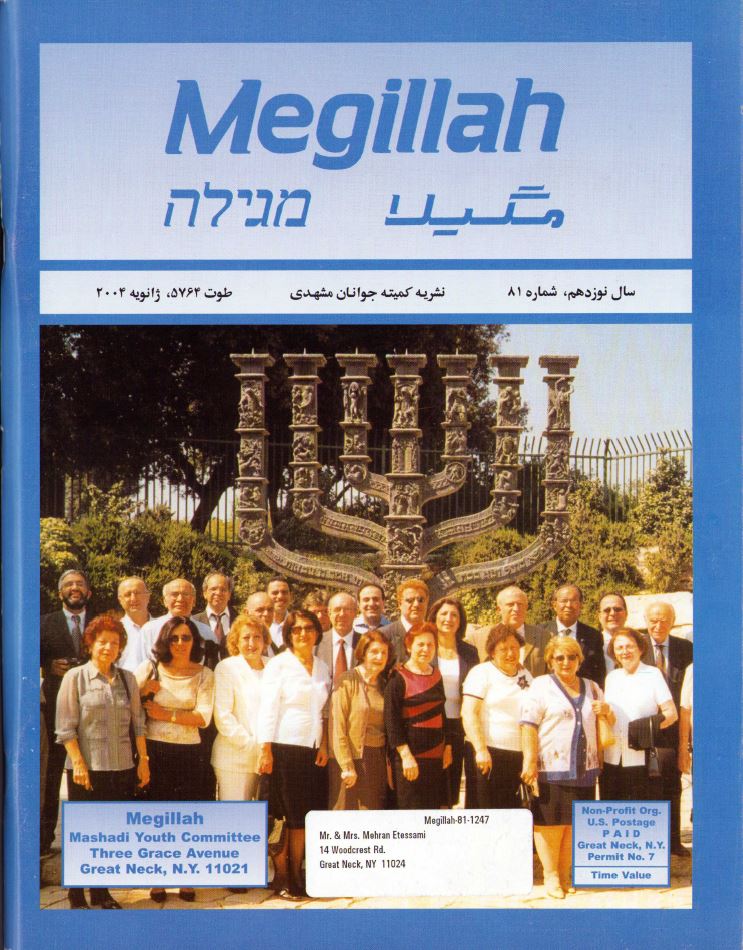 Megillah
מגילה مگیلا
سال نوزدهم، شماره ۸۱ نشریه کمیته جوانان مشهدی طوت ۵۷۶۴، ژانویه ۲۰۰۴
Megillah
Mashadi Youth Committee
Three Grace Avenue
Great Neck, N.Y. 11021
Megillah-81-1247
Mr. & Mrs. Mehran Etessami
14 Woodcrest Rd.
Great Neck, NY 11024
Non-Profit Org.
U.S. Postage
P A I D
Great Neck, N.Y.
Permit No. 7
Time Value